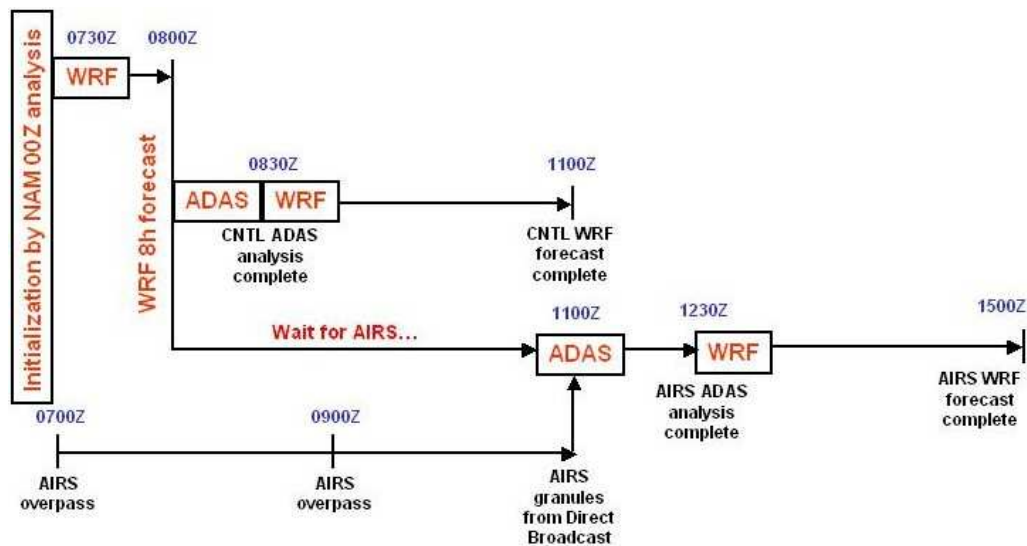 Initialization by NAM 00Z analysis
0730Z
0800Z
WRF
WRF 8h forecast
0830Z
1100Z
ADAS
WRF
CNTL ADAS
analysis
complete
CNTL WRF
forecast
complete
Wait for AIRS...
1100Z
1230Z
1500Z
ADAS
WRF
AIRS ADAS
analysis
complete
AIRS WRF
forecast
complete
0700Z
0900Z
AIRS
overpass
AIRS
overpass
AIRS
granules
from Direct
Broadcast